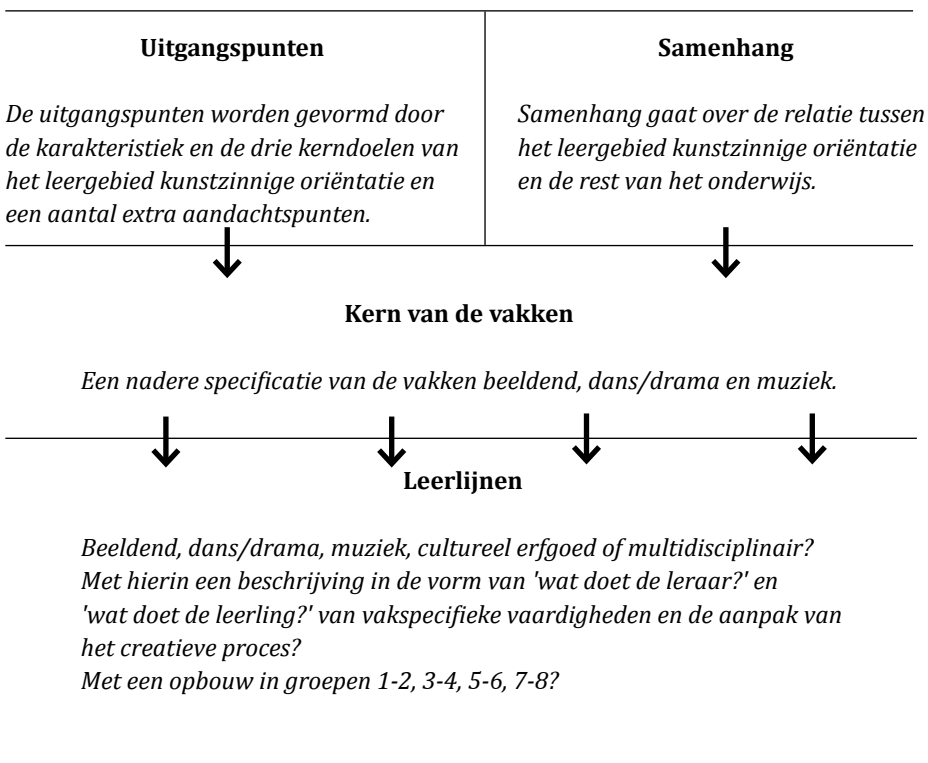 Uitgangspunten
De uitgangspunten worden gevormd door
de karakteristiek en de drie kerndoelen van
het leergebied kunstzinnige oriëntatie en
een aantal extra aandachtspunten.
Samenhang
Samenhang gaat over de relatie tussen
het leergebied kunstzinnige oriëntatie
en de rest van het onderwijs.
Kern van de vakken
Een nadere specificatie van de vakken beeldend, dans/drama en muziek.
Leerlijnen
Beeldend, dans/drama, muziek, cultureel erfgoed of multidisciplinair?
Met hierin een beschrijving in de vorm van 'wat doet de leraar?' en
'wat doet de leerling?' van vakspecifieke vaardigheden en de aanpak van
het creatieve proces?
Met een opbouw in groepen 1-2, 3-4, 5-6, 7-8?